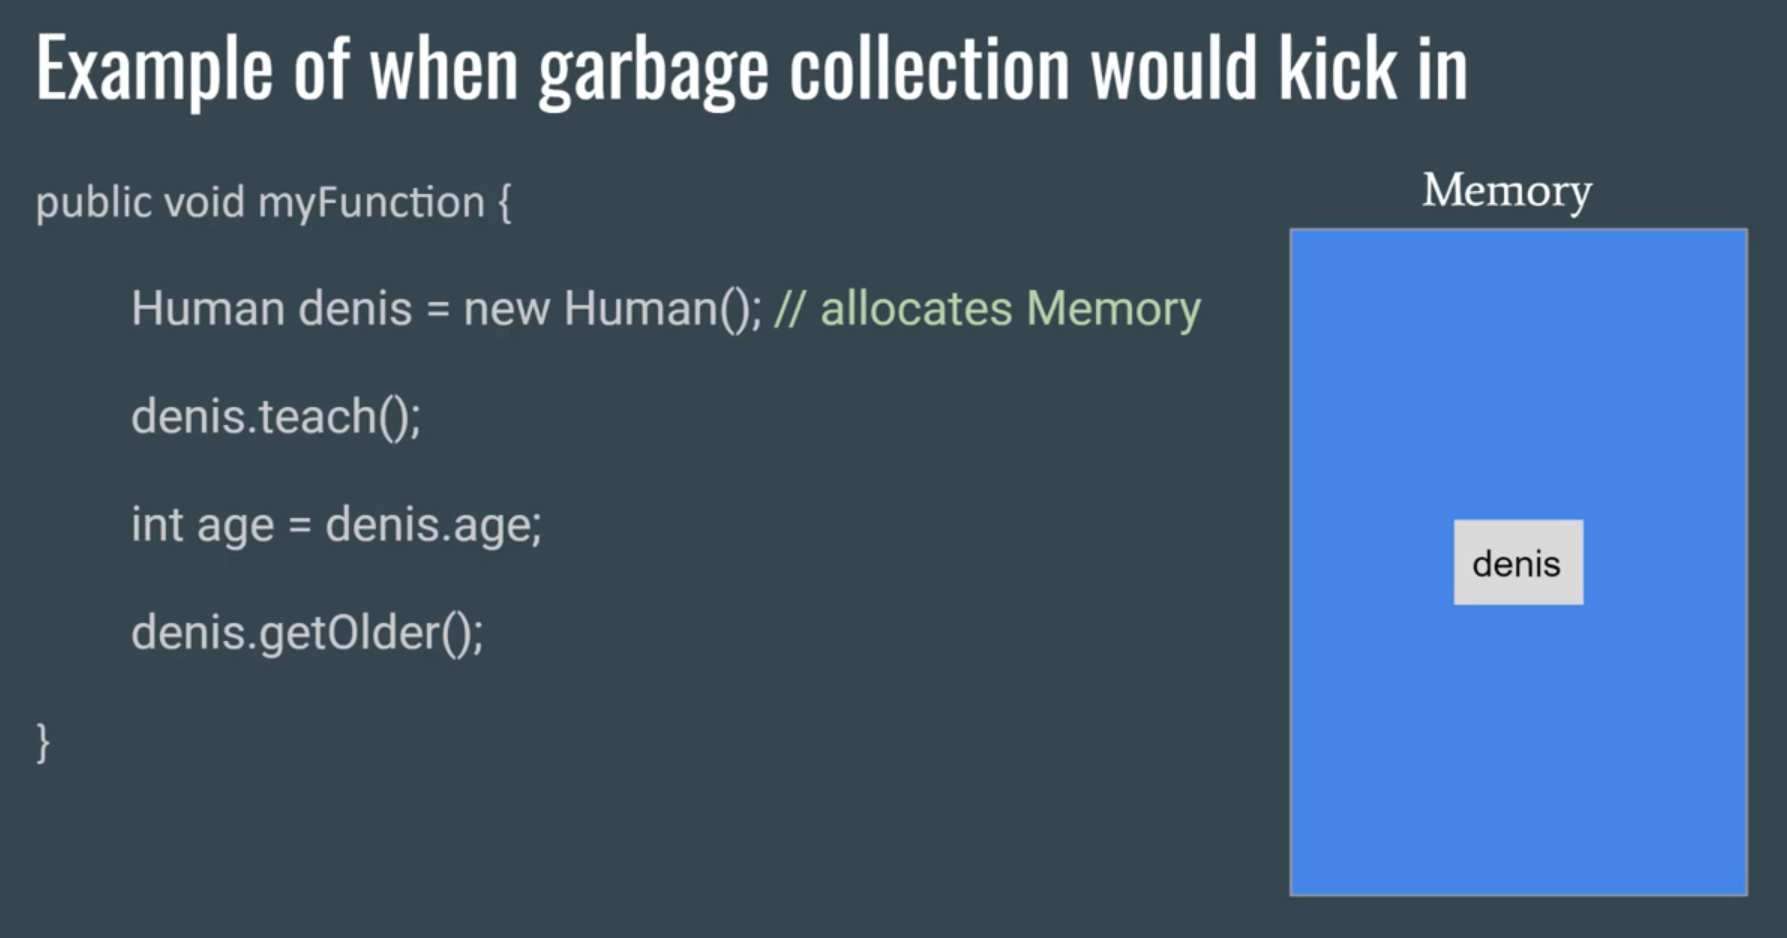 Example of when garbage collection would kick in
public void myFunction {
Human denis = new Human(); // allocates Memory
denis.teach();
int age = denis.age;
denis.getOlder();
}
Memory
denis